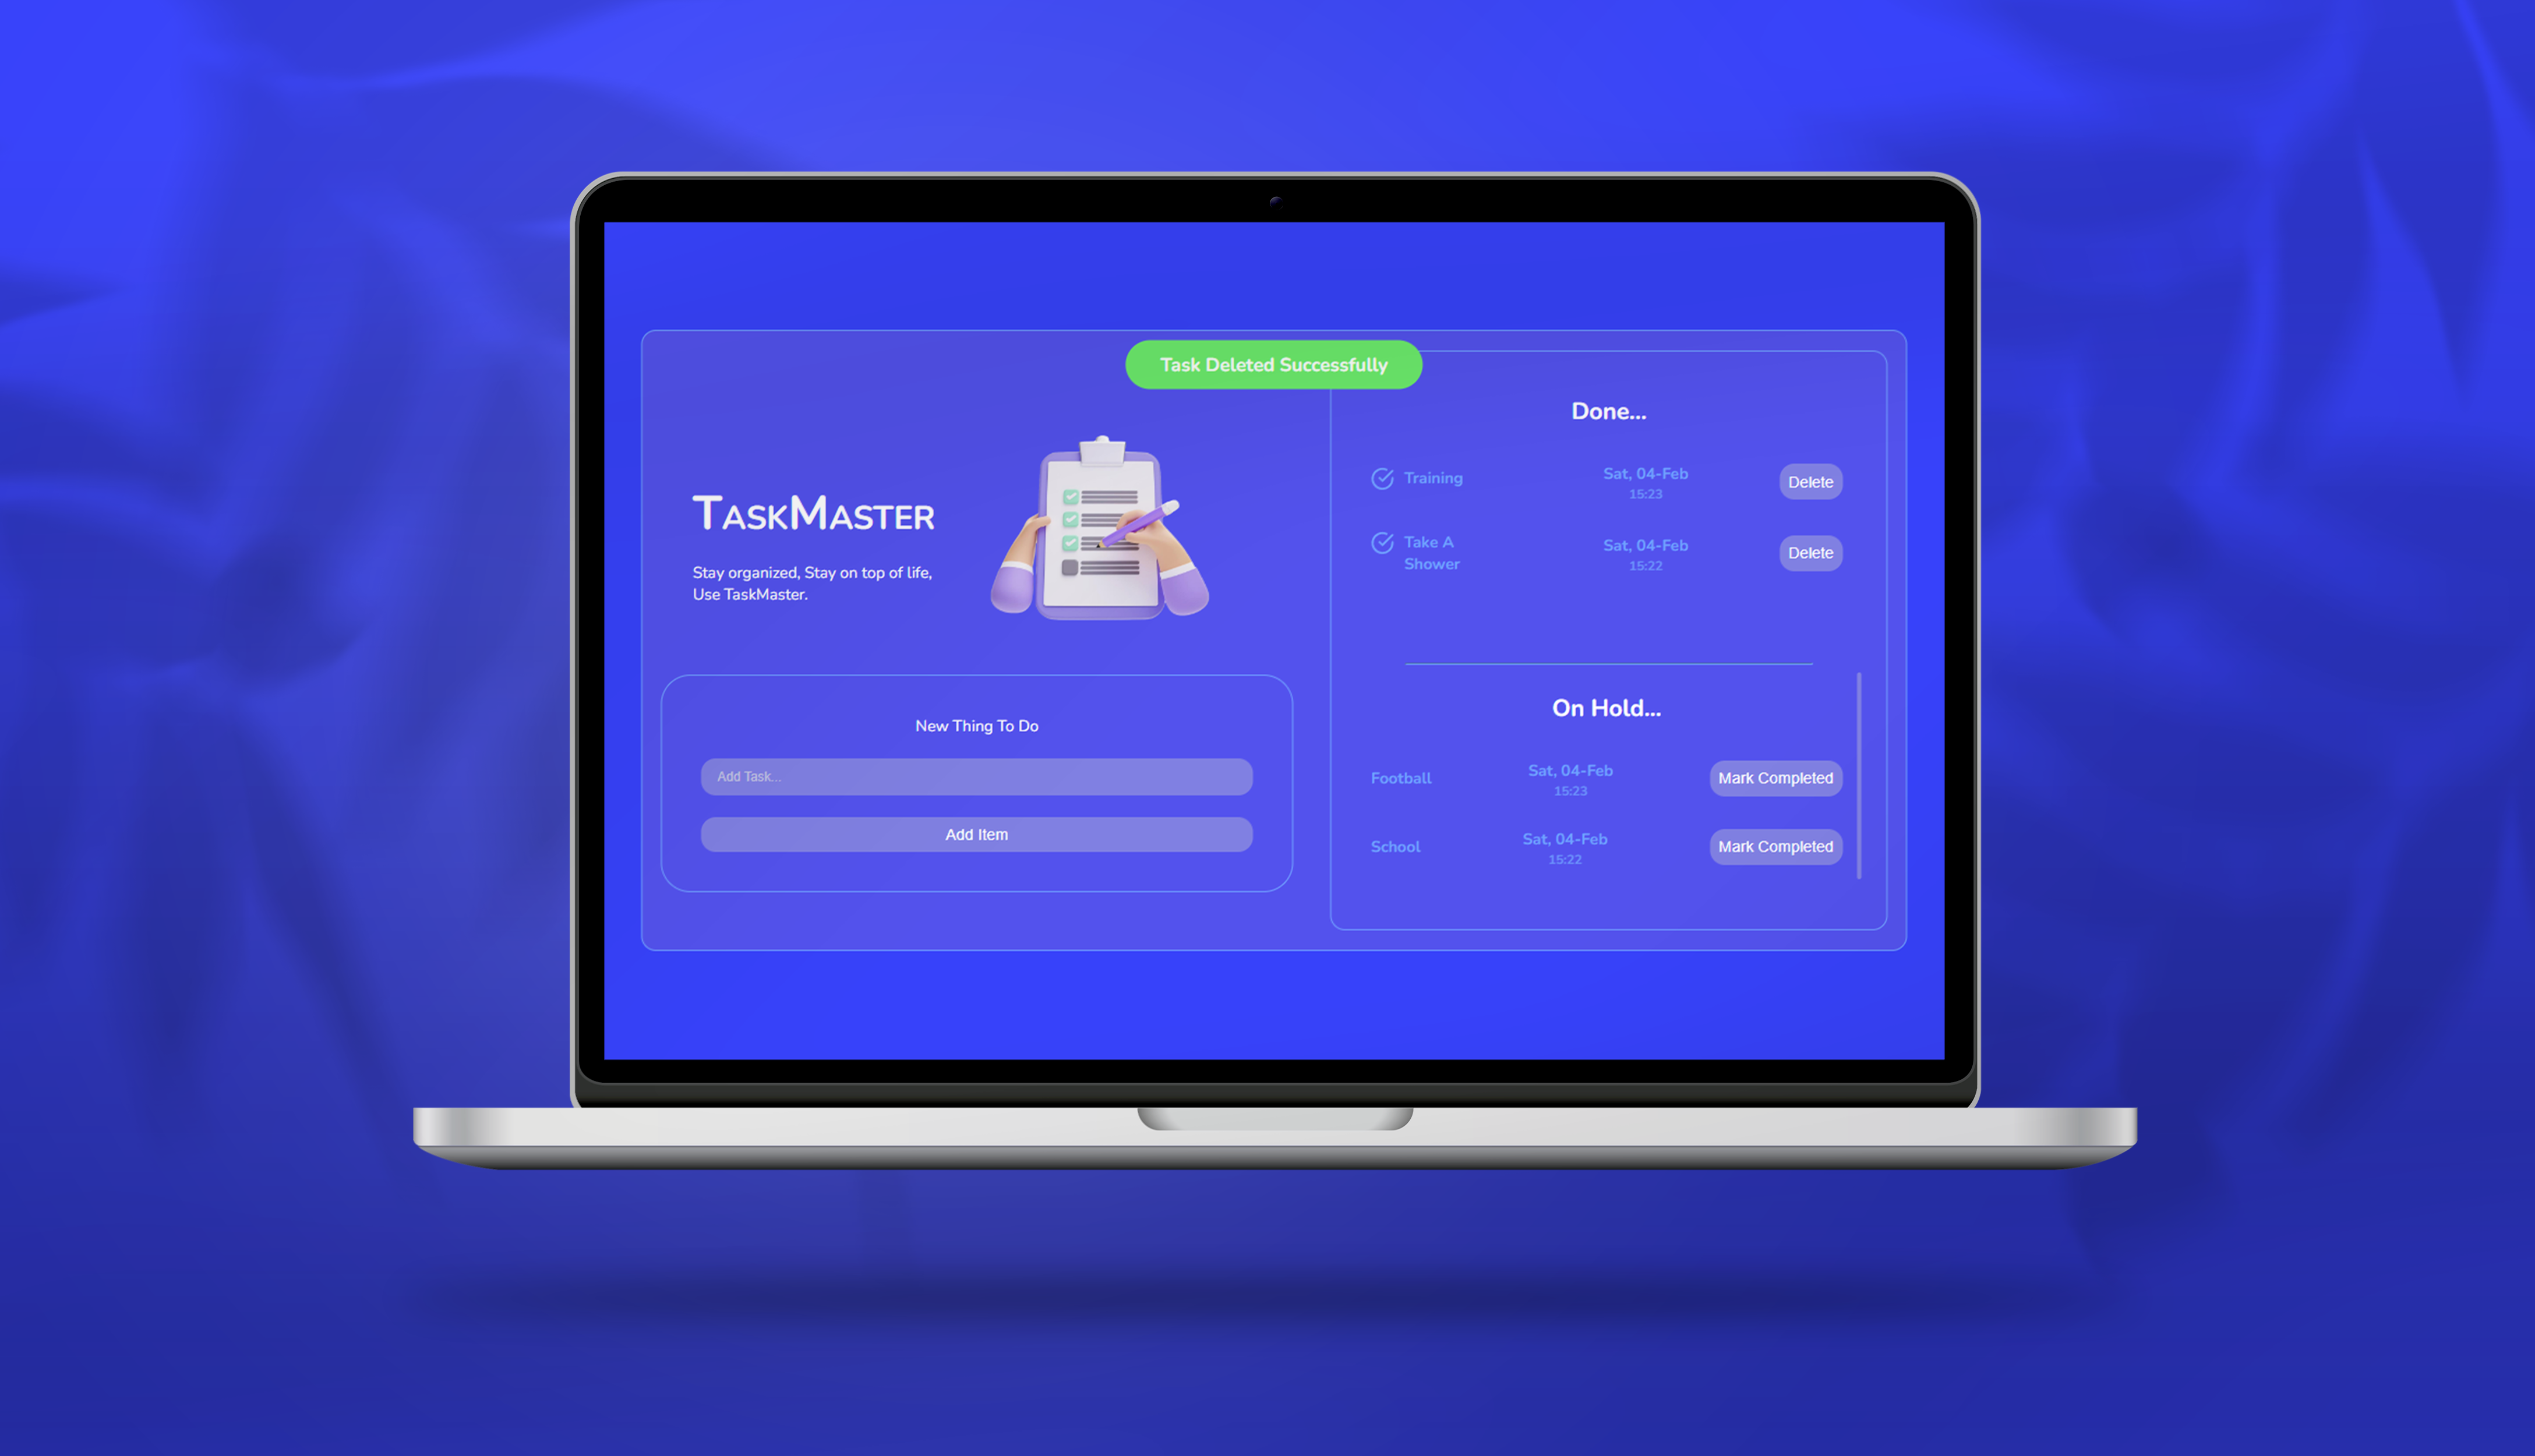 Task Deleted Successfully
TaskMaster
Stay organized, Stay on top of life,
Use TaskMaster.
New Thing To Do
Add Task...
Add Item
Done...
Training
Sat, 04-Feb
15:23
Delete
Take A
Shower
Sat, 04-Feb
15:22
Delete
On Hold...
Football
Sat, 04-Feb
15:23
Mark Completed
School
Sat, 04-Feb
15:22
Mark Completed